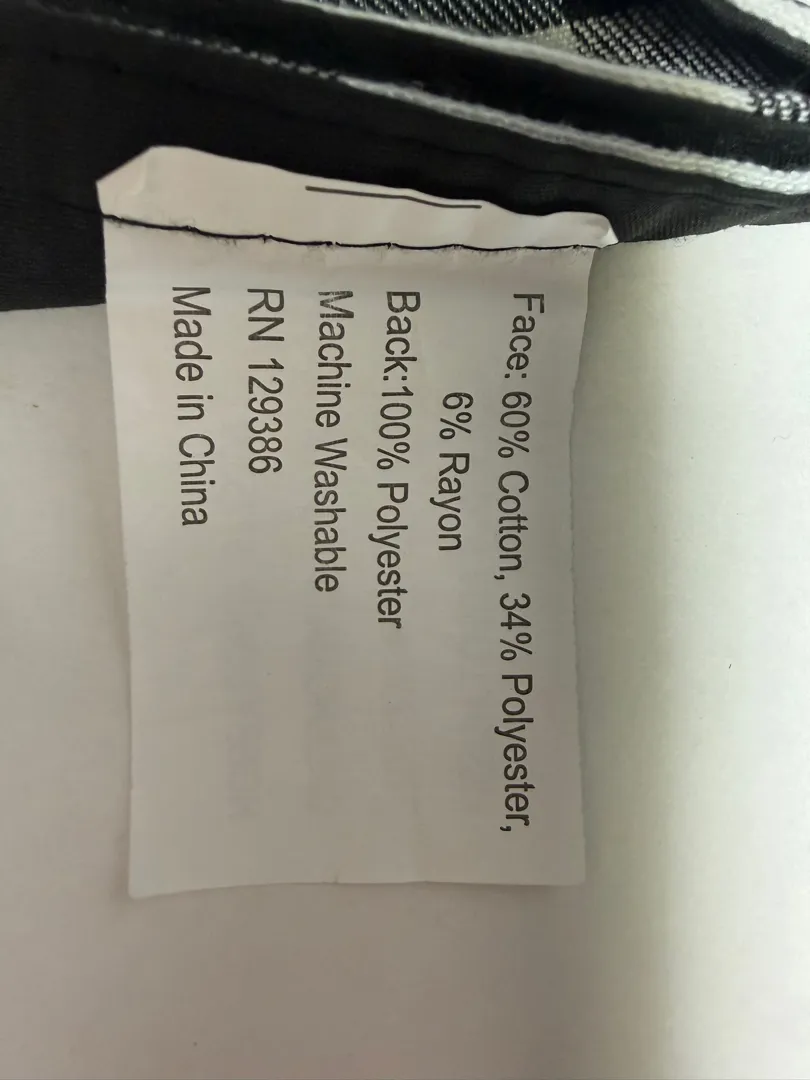 Face: 60% Cotton, 34% Polyester,
6% Rayon
Back:100% Polyester
Machine Washable
RN 129386
Made in China